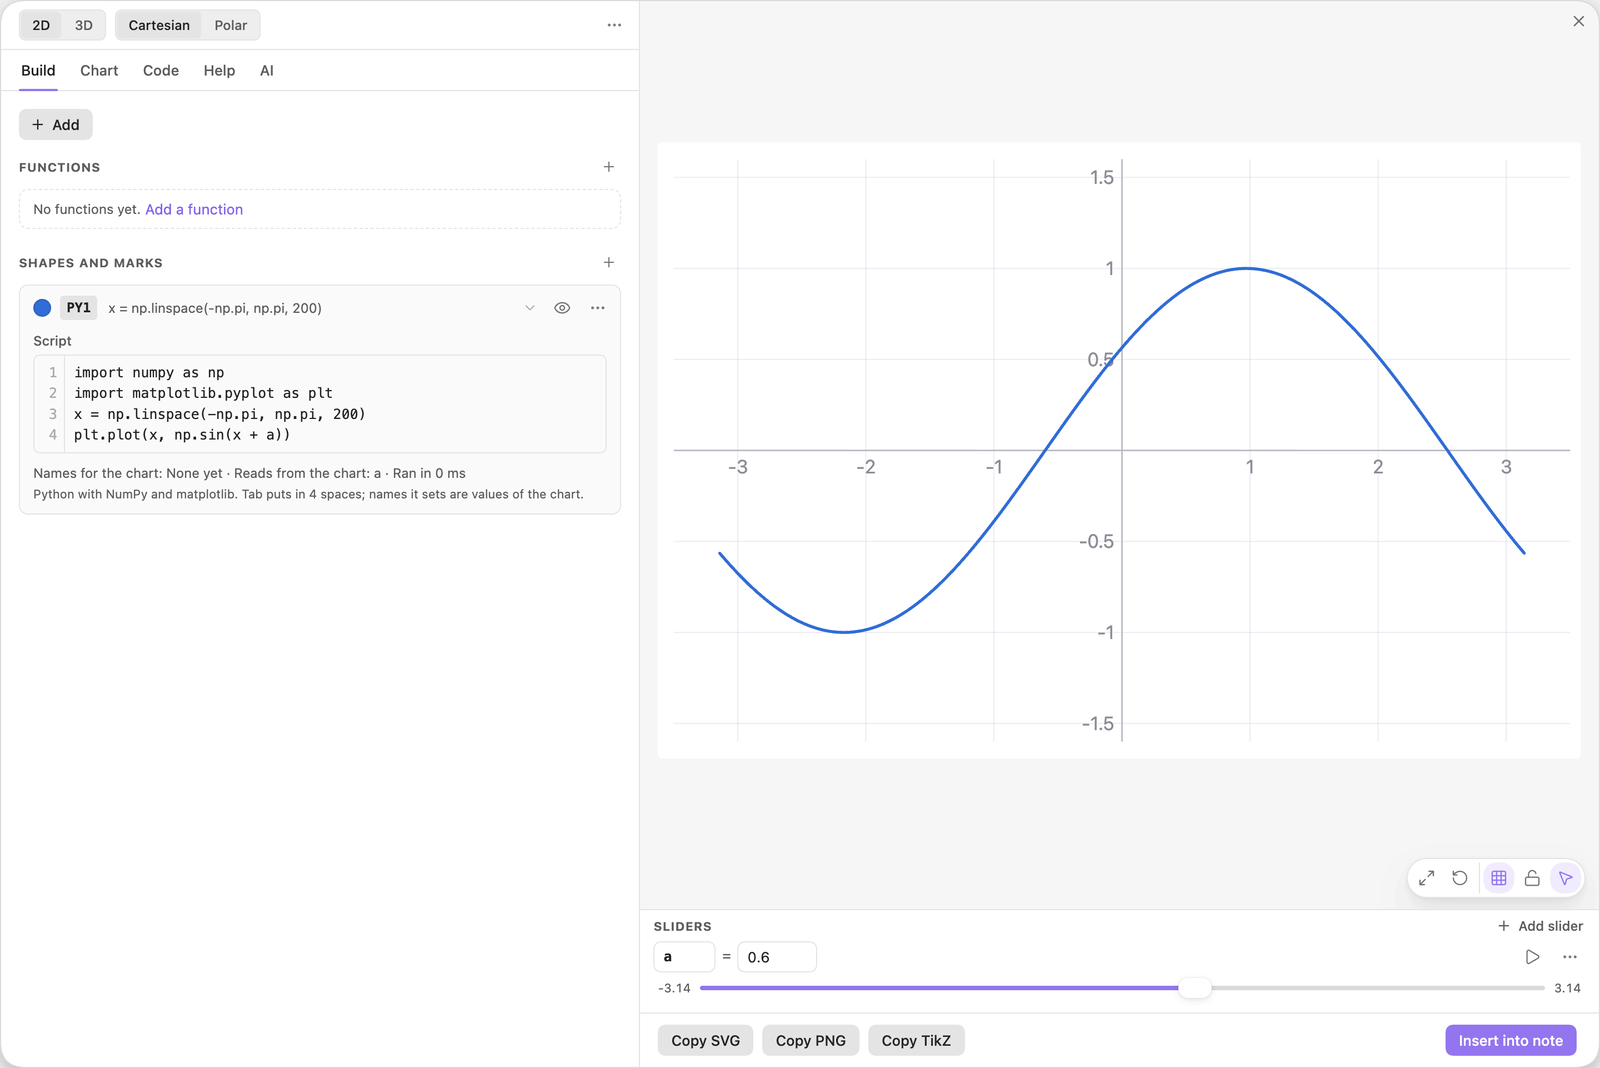 2D 3D Cartesian Polar
Build Chart Code Help AI
+ Add
FUNCTIONS
No functions yet. Add a function
SHAPES AND MARKS
PY1 x = np.linspace(-np.pi, np.pi, 200)
Script
1 import numpy as np
2 import matplotlib.pyplot as plt
3 x = np.linspace(-np.pi, np.pi, 200)
4 plt.plot(x, np.sin(x + a))
Names for the chart: None yet · Reads from the chart: a · Ran in 0 ms
Python with NumPy and matplotlib. Tab puts in 4 spaces; names it sets are values of the chart.
1.5
1
0.5
-3 -2 -1 1 2 3
-0.5
-1
-1.5
SLIDERS + Add slider
a = 0.6
-3.14 3.14
Copy SVG Copy PNG Copy TikZ Insert into note